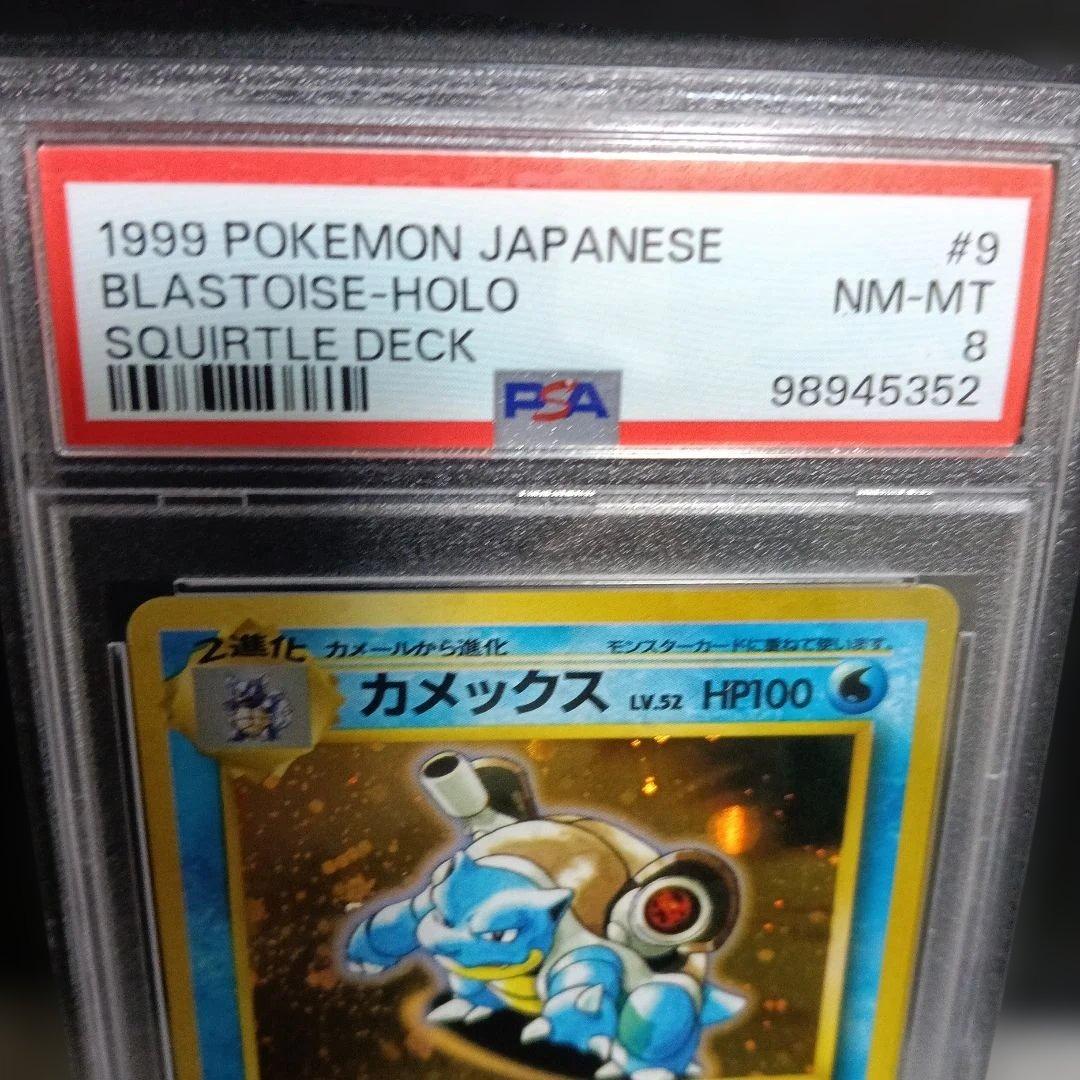 1999 POKEMON JAPANESE #9
BLASTOISE-HOLO NM-MT
SQUIRTLE DECK 8
98945352
PSA
2進化 カメールから進化 モンスターカードに重ねて使います。
カメックス LV.52 HP100